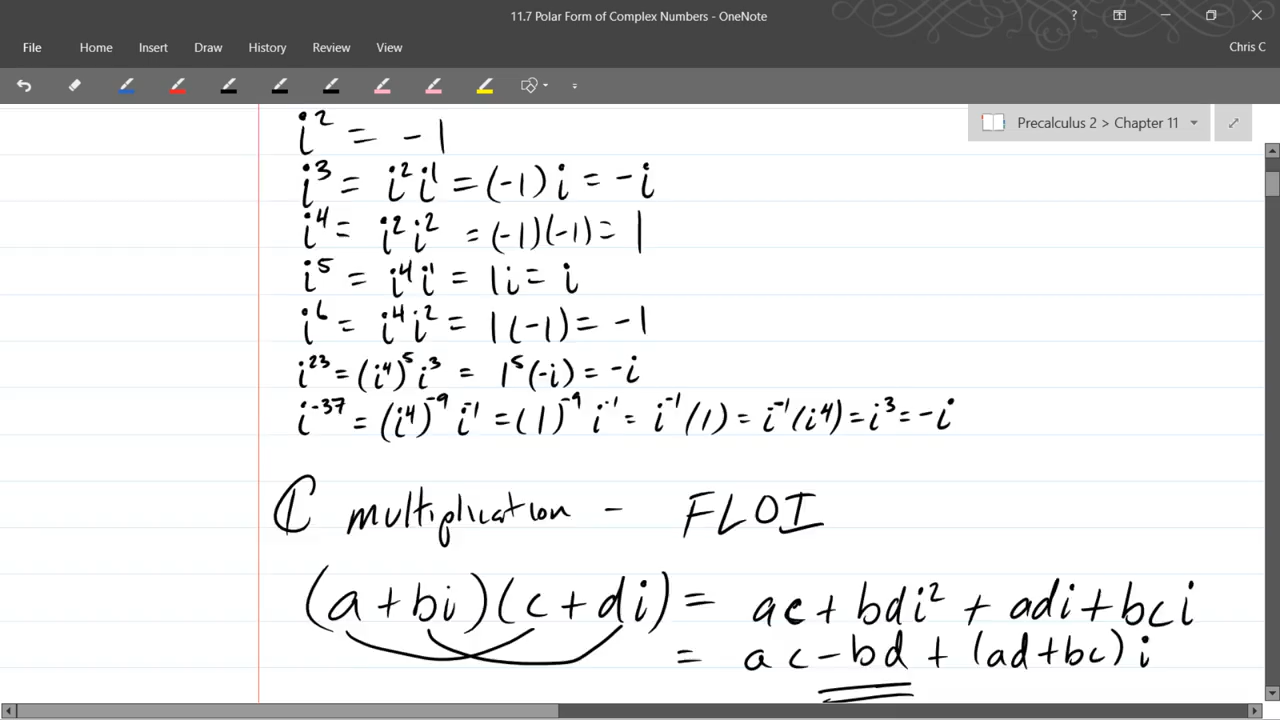 11.7 Polar Form of Complex Numbers - OneNote
?
File Home Insert Draw History Review View
Chris C
Precalculus 2 > Chapter 11
i² = -1
i³ = i²i¹ = (-1)i = -i
i⁴ = i²i² = (-1)(-1) = 1
i⁵ = i⁴i¹ = 1i = i
i⁶ = i⁴i² = 1(-1) = -1
i²³ = (i⁴)⁵i³ = 1⁵(-i) = -i
i⁻³⁷ = (i⁴)⁻⁹i⁻¹ = (1)⁻⁹i⁻¹ = i⁻¹(1) = i⁻¹(i⁴) = i³ = -i
ℂ multiplication - FLOI
(a+bi)(c+di) = ac + bdi² + adi + bci
= ac - bd + (ad+bc)i